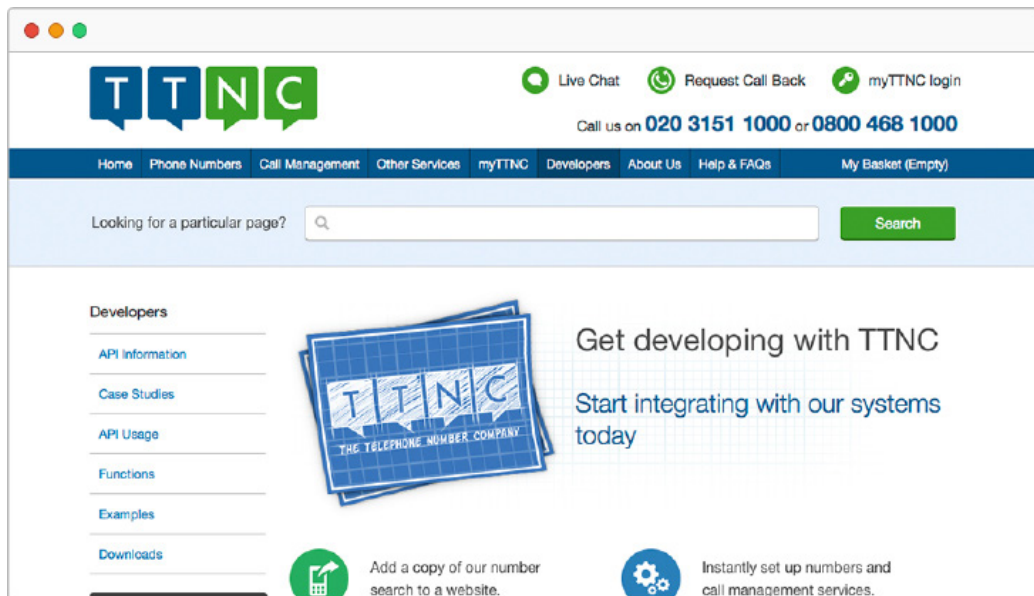 TTNC
Live Chat
Request Call Back
myTTNC login
Call us on 020 3151 1000 or 0800 468 1000
Home Phone Numbers Call Management Other Services myTTNC Developers About Us Help & FAQs My Basket (Empty)
Looking for a particular page?
Search
Developers
API Information
Case Studies
API Usage
Functions
Examples
Downloads
TTNC
THE TELEPHONE NUMBER COMPANY
Get developing with TTNC
Start integrating with our systems
today
Add a copy of our number
search to a website.
Instantly set up numbers and
call management services.